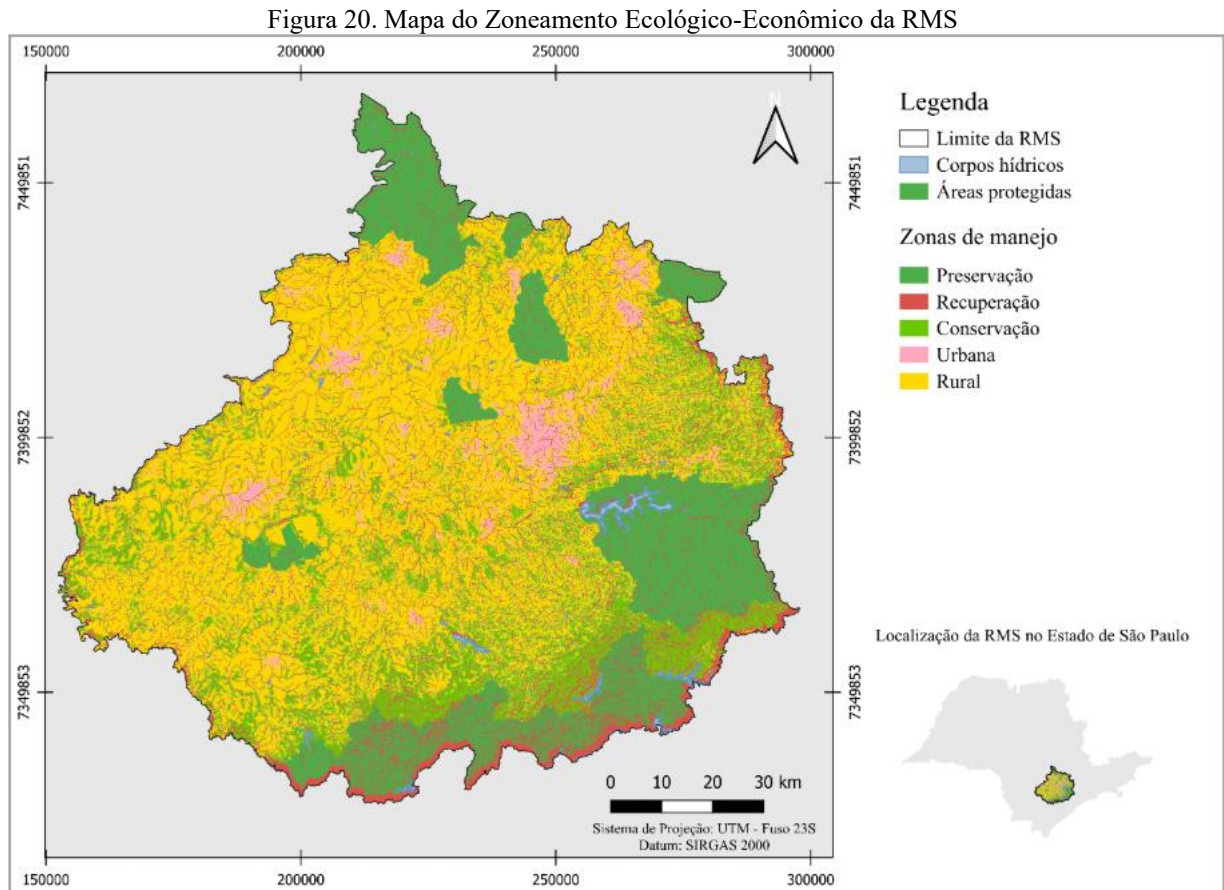 Figura 20. Mapa do Zoneamento Ecológico-Econômico da RMS
150000
200000
250000
300000
7449851
7399852
7349853
7449851
7399852
7349853
N
Legenda
Limite da RMS
Corpos hídricos
Áreas protegidas
Zonas de manejo
Preservação
Recuperação
Conservação
Urbana
Rural
Localização da RMS no Estado de São Paulo
0 10 20 30 km
Sistema de Projeção: UTM - Fuso 23S
Datum: SIRGAS 2000
150000
200000
250000
300000